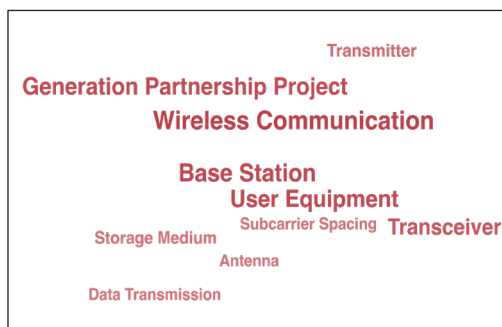 Transmitter
Generation Partnership Project
Wireless Communication
Base Station
User Equipment
Subcarrier Spacing
Transceiver
Storage Medium
Antenna
Data Transmission